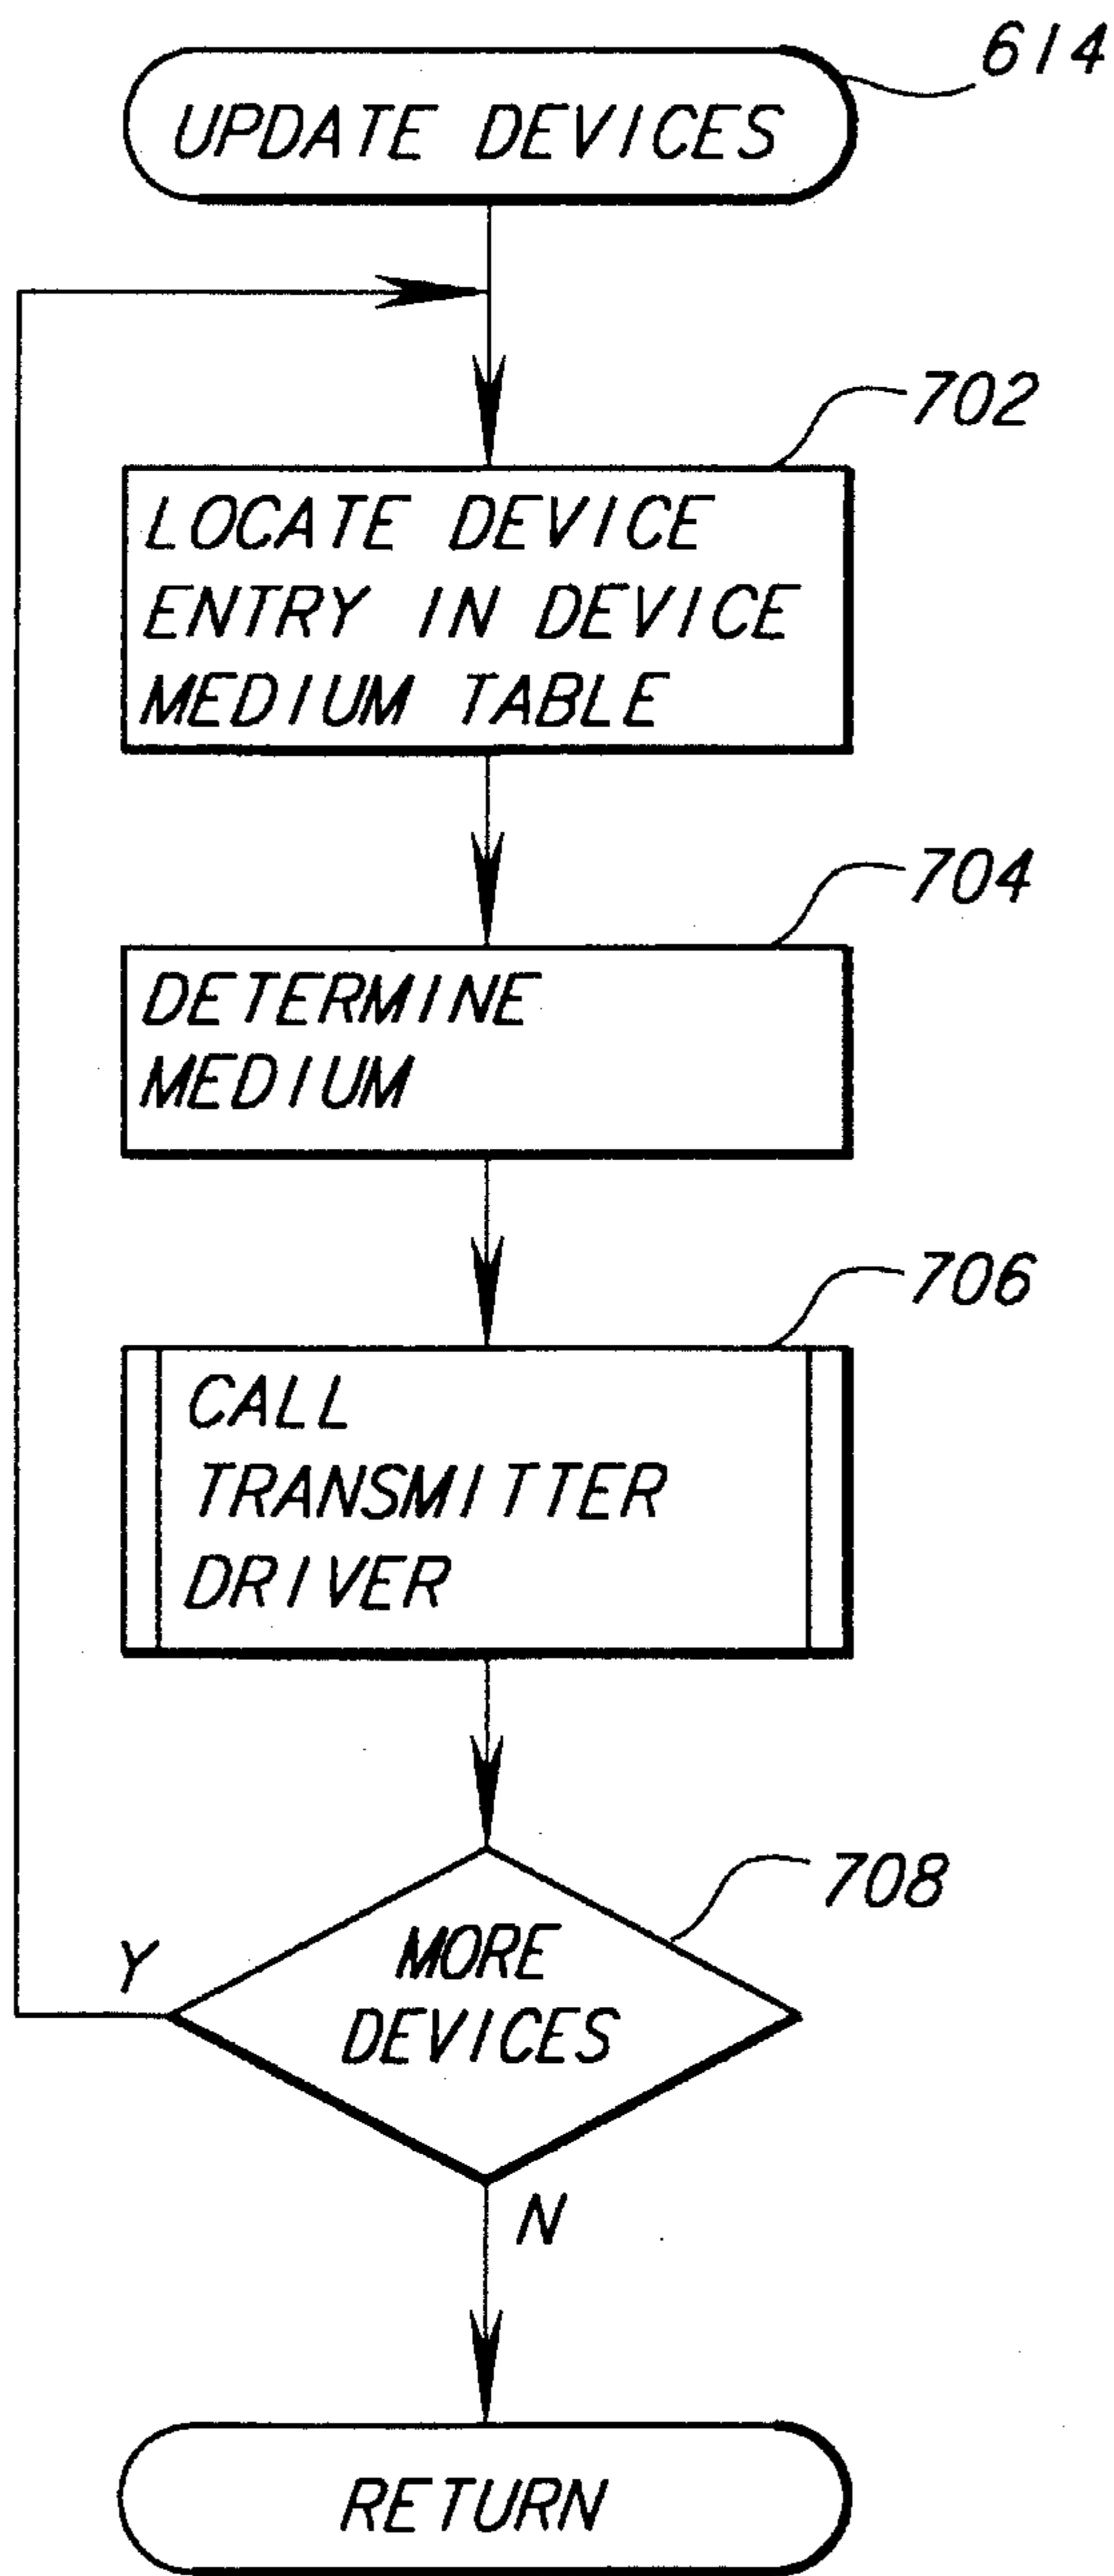 614
UPDATE DEVICES
702
LOCATE DEVICE
ENTRY IN DEVICE
MEDIUM TABLE
704
DETERMINE
MEDIUM
706
CALL
TRANSMITTER
DRIVER
708
MORE
DEVICES
Y
N
RETURN